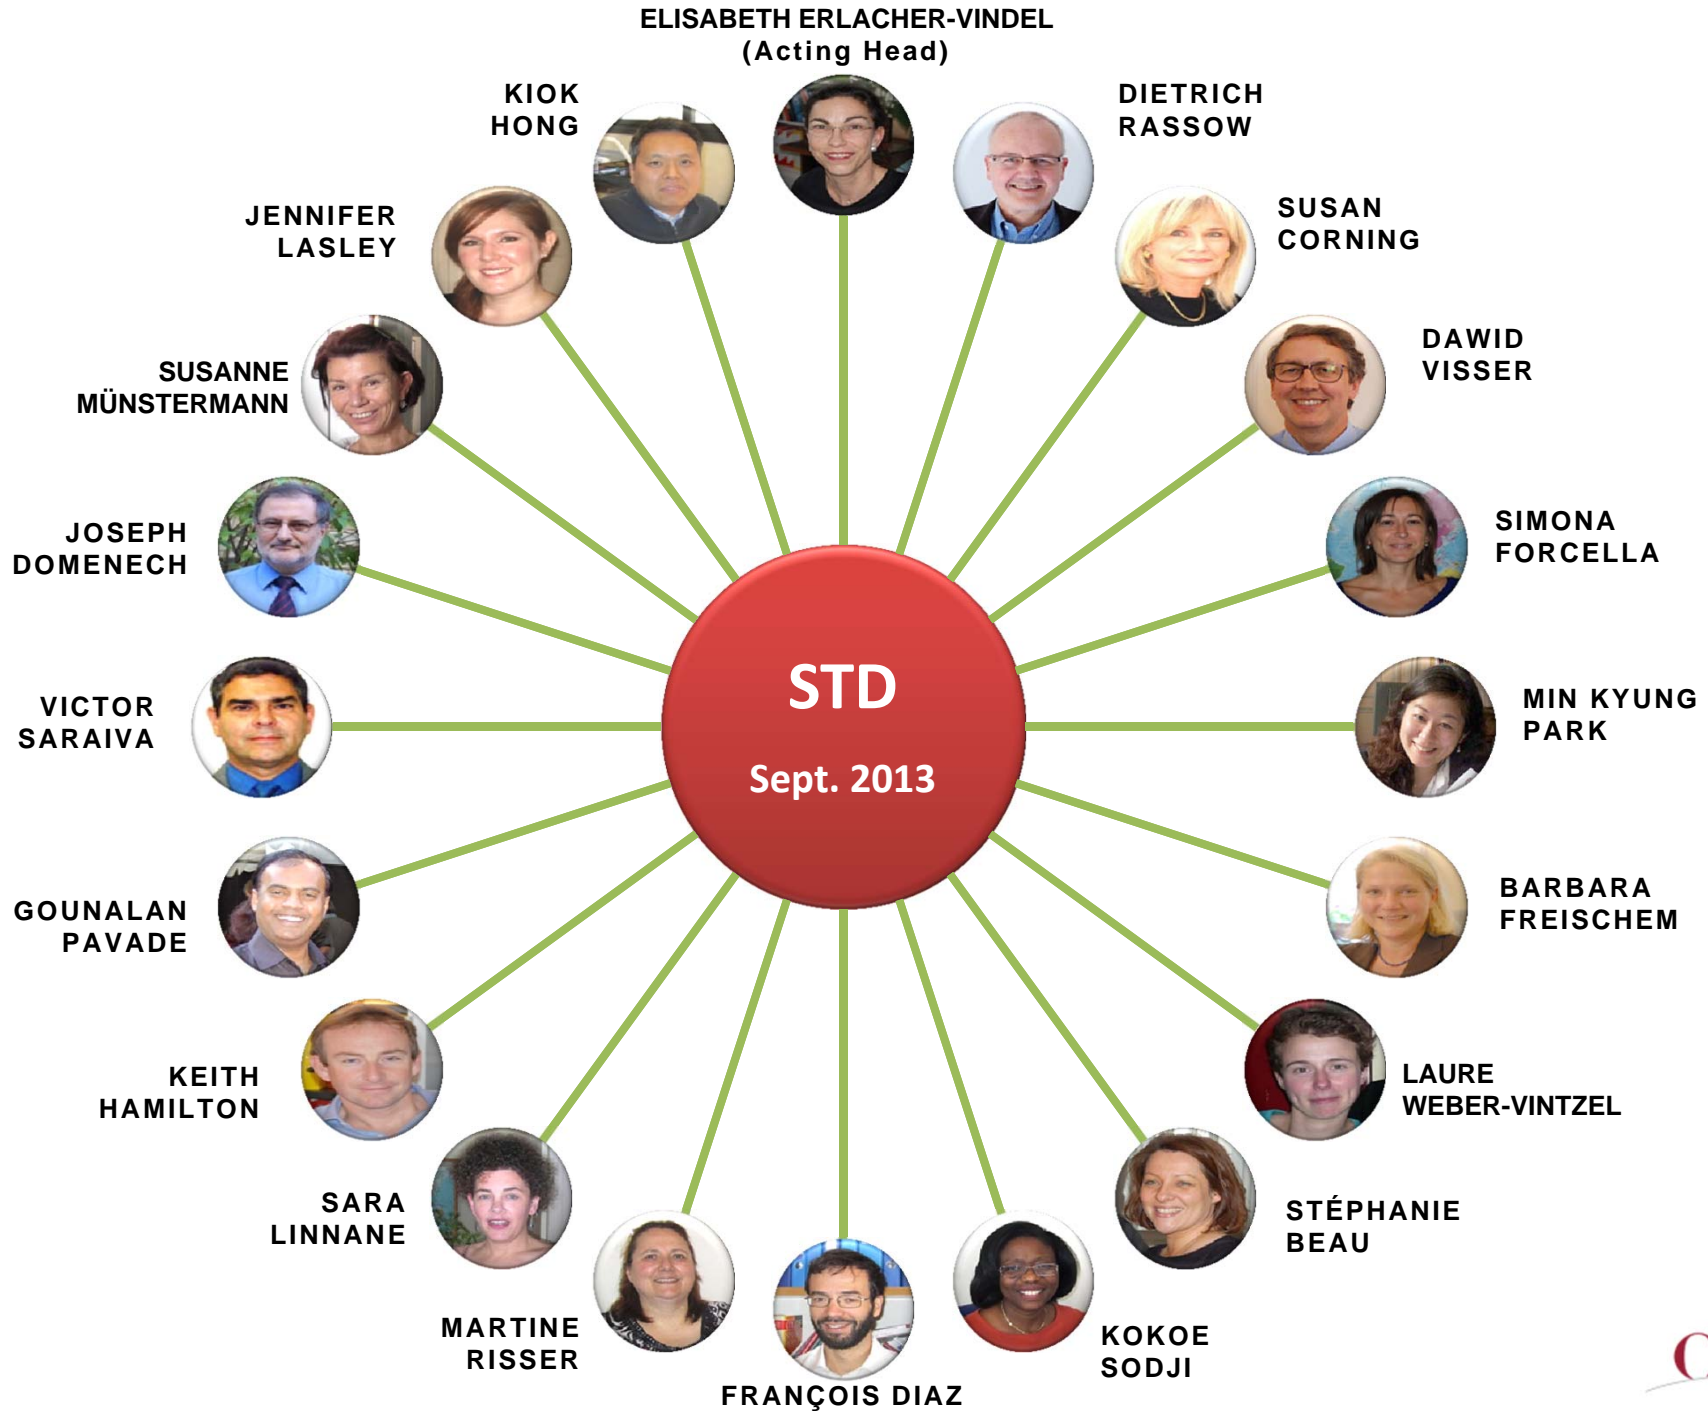 ELISABETH ERLACHER-VINDEL
(Acting Head)
DIETRICH
RASSOW
SUSAN
CORNING
DAWID
VISSER
SIMONA
FORCELLA
MIN KYUNG
PARK
BARBARA
FREISCHEM
LAURE
WEBER-VINTZEL
STÉPHANIE
BEAU
KOKOE
SODJI
FRANÇOIS DIAZ
MARTINE
RISSER
SARA
LINNANE
KEITH
HAMILTON
GOUNALAN
PAVADE
VICTOR
SARAIVA
JOSEPH
DOMENECH
SUSANNE
MÜNSTERMANN
JENNIFER
LASLEY
KIOK
HONG
STD
Sept. 2013